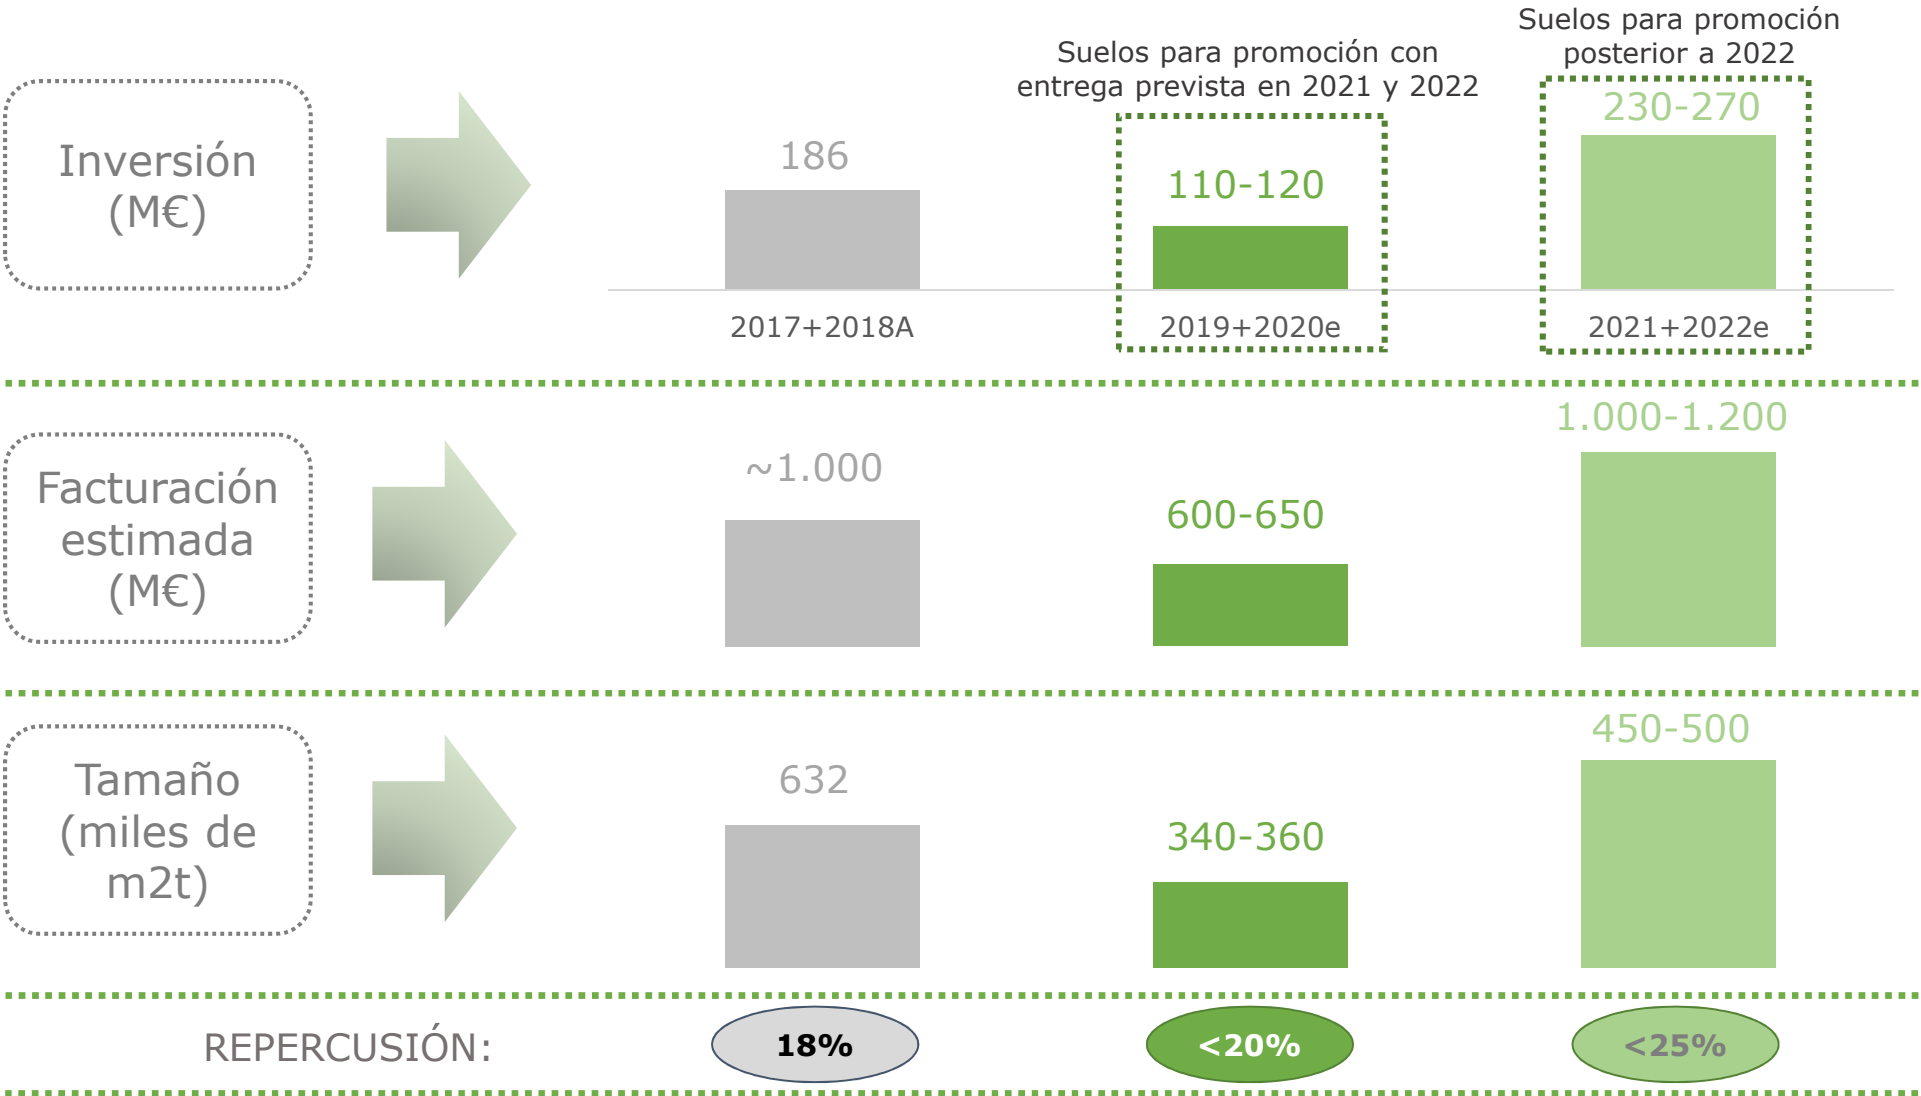 Suelos para promoción con
entrega prevista en 2021 y 2022
Suelos para promoción
posterior a 2022
Inversión
(M€)
186
110-120
230-270
2017+2018A
2019+2020e
2021+2022e
Facturación
estimada
(M€)
~1.000
600-650
1.000-1.200
Tamaño
(miles de
m2t)
632
340-360
450-500
REPERCUSIÓN:
18%
<20%
<25%